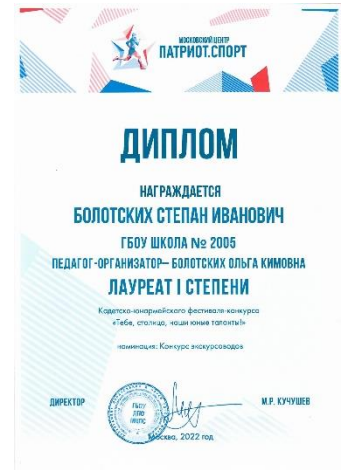 МОСКОВСКИЙ ЦЕНТР
ПАТРИОТ.СПОРТ
ДИПЛОМ
НАГРАЖДАЕТСЯ
БОЛОТСКИХ СТЕПАН ИВАНОВИЧ
ГБОУ ШКОЛА № 2005
ПЕДАГОГ-ОРГАНИЗАТОР– БОЛОТСКИХ ОЛЬГА КИМОВНА
ЛАУРЕАТ I СТЕПЕНИ
Кадетско-юнармейского фестиваля-конкурса
«Тебе, столица, наши юные таланты!»
номинация: Конкурс экскурсоводов
ДИРЕКТОР
М.Р. КУЧУШЕВ
Москва, 2022 год